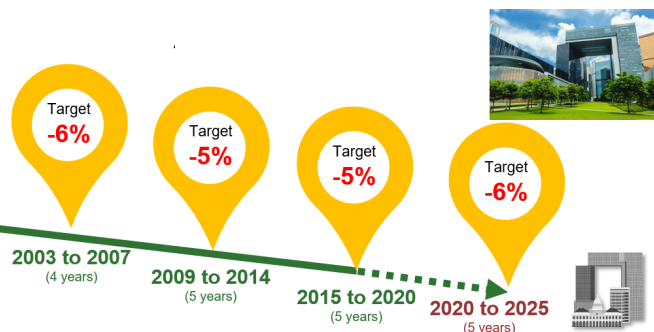 Target
-6%
2003 to 2007
(4 years)
Target
-5%
2009 to 2014
(5 years)
Target
-5%
2015 to 2020
(5 years)
Target
-6%
2020 to 2025
(5 years)